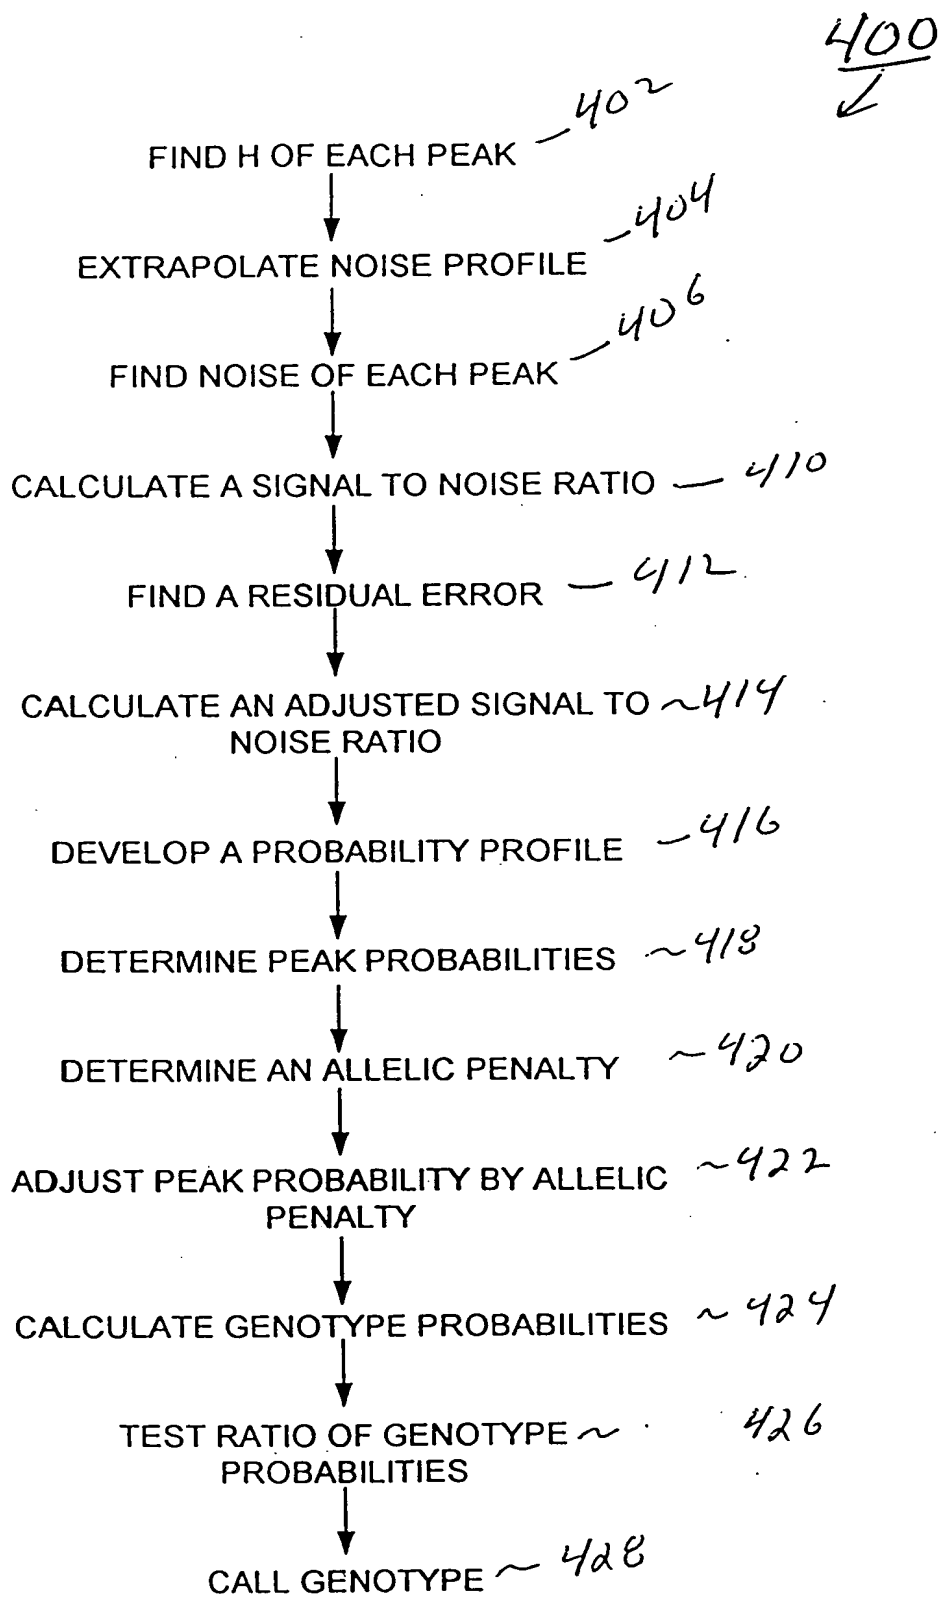 400
FIND H OF EACH PEAK 402
EXTRAPOLATE NOISE PROFILE 404
FIND NOISE OF EACH PEAK 406
CALCULATE A SIGNAL TO NOISE RATIO 410
FIND A RESIDUAL ERROR 412
CALCULATE AN ADJUSTED SIGNAL TO 414
NOISE RATIO
DEVELOP A PROBABILITY PROFILE 416
DETERMINE PEAK PROBABILITIES 418
DETERMINE AN ALLELIC PENALTY 420
ADJUST PEAK PROBABILITY BY ALLELIC 422
PENALTY
CALCULATE GENOTYPE PROBABILITIES 424
TEST RATIO OF GENOTYPE 426
PROBABILITIES
CALL GENOTYPE 428